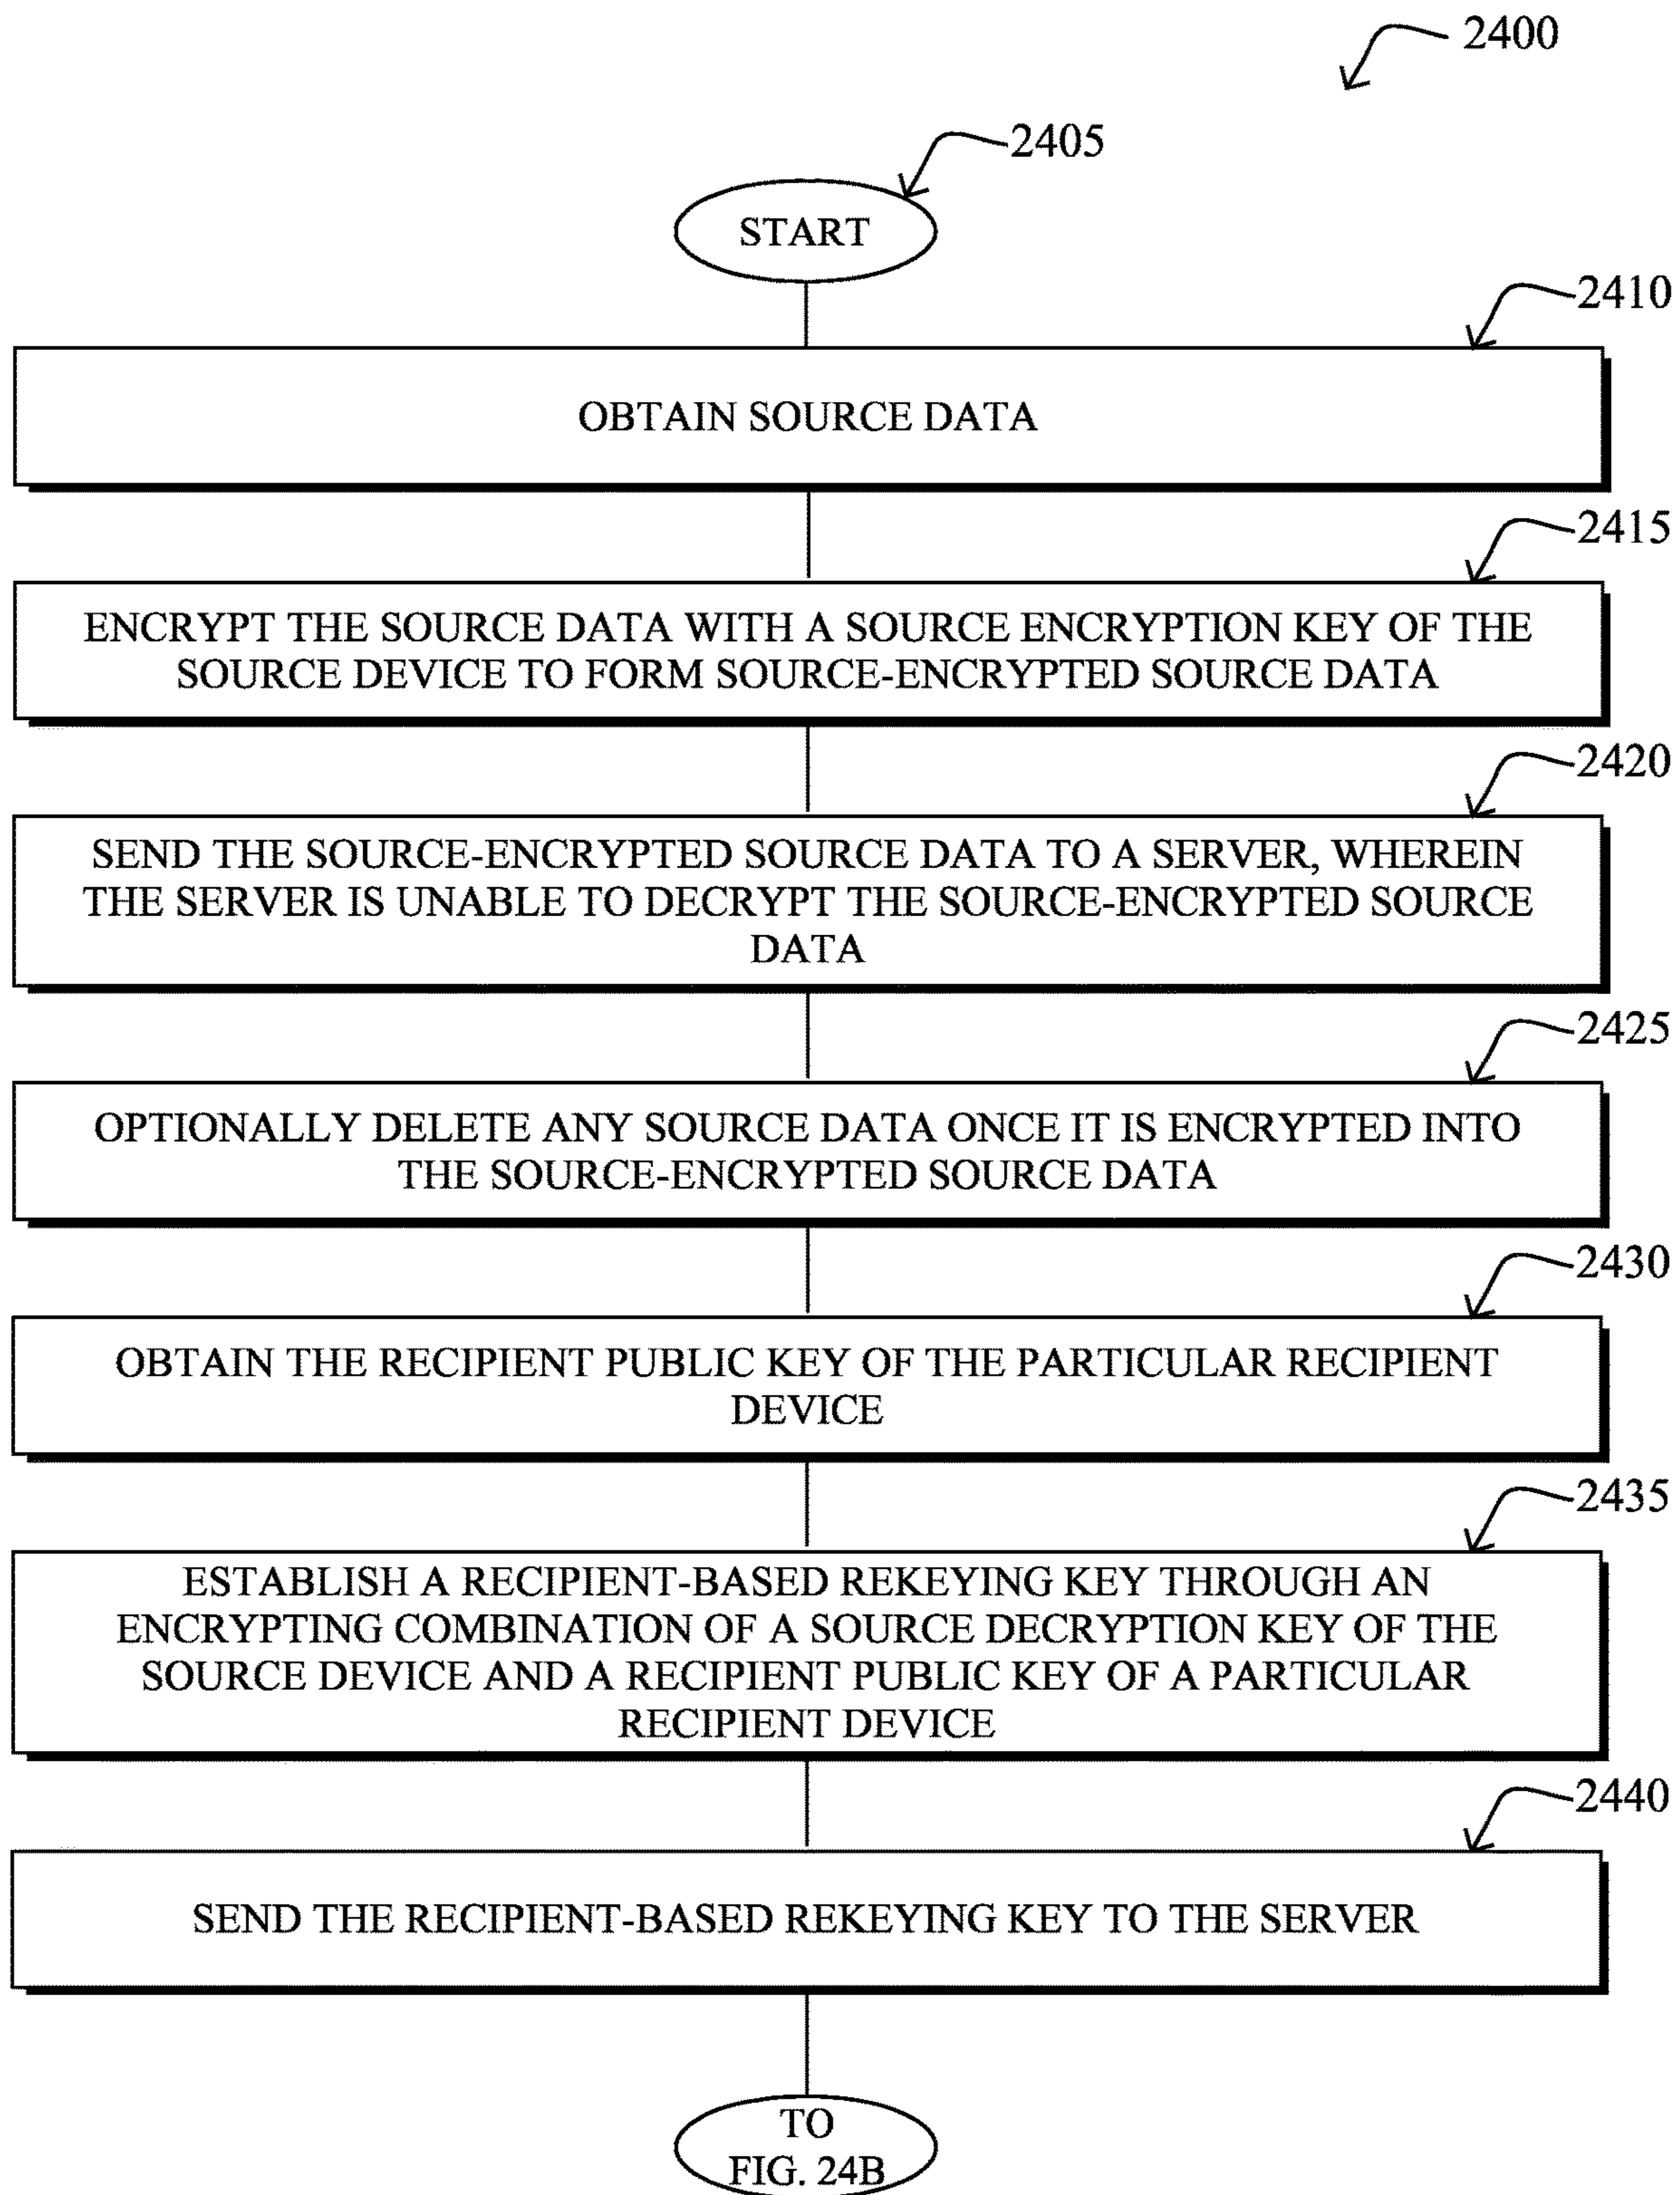 2400
2405
START
2410
OBTAIN SOURCE DATA
2415
ENCRYPT THE SOURCE DATA WITH A SOURCE ENCRYPTION KEY OF THE
SOURCE DEVICE TO FORM SOURCE-ENCRYPTED SOURCE DATA
2420
SEND THE SOURCE-ENCRYPTED SOURCE DATA TO A SERVER, WHEREIN
THE SERVER IS UNABLE TO DECRYPT THE SOURCE-ENCRYPTED SOURCE
DATA
2425
OPTIONALLY DELETE ANY SOURCE DATA ONCE IT IS ENCRYPTED INTO
THE SOURCE-ENCRYPTED SOURCE DATA
2430
OBTAIN THE RECIPIENT PUBLIC KEY OF THE PARTICULAR RECIPIENT
DEVICE
2435
ESTABLISH A RECIPIENT-BASED REKEYING KEY THROUGH AN
ENCRYPTING COMBINATION OF A SOURCE DECRYPTION KEY OF THE
SOURCE DEVICE AND A RECIPIENT PUBLIC KEY OF A PARTICULAR
RECIPIENT DEVICE
2440
SEND THE RECIPIENT-BASED REKEYING KEY TO THE SERVER
TO
FIG. 24B